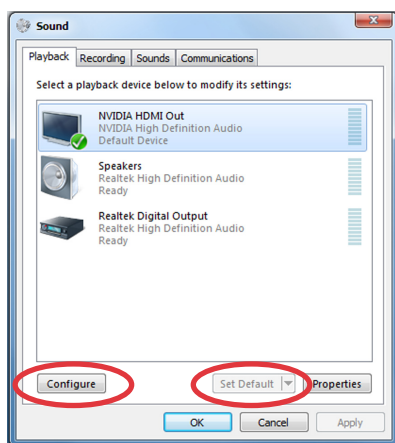 Sound
Playback Recording Sounds Communications
Select a playback device below to modify its settings:
NVIDIA HDMI Out
NVIDIA High Definition Audio
Default Device
Speakers
Realtek High Definition Audio
Ready
Realtek Digital Output
Realtek High Definition Audio
Ready
Configure Set Default Properties
OK Cancel Apply